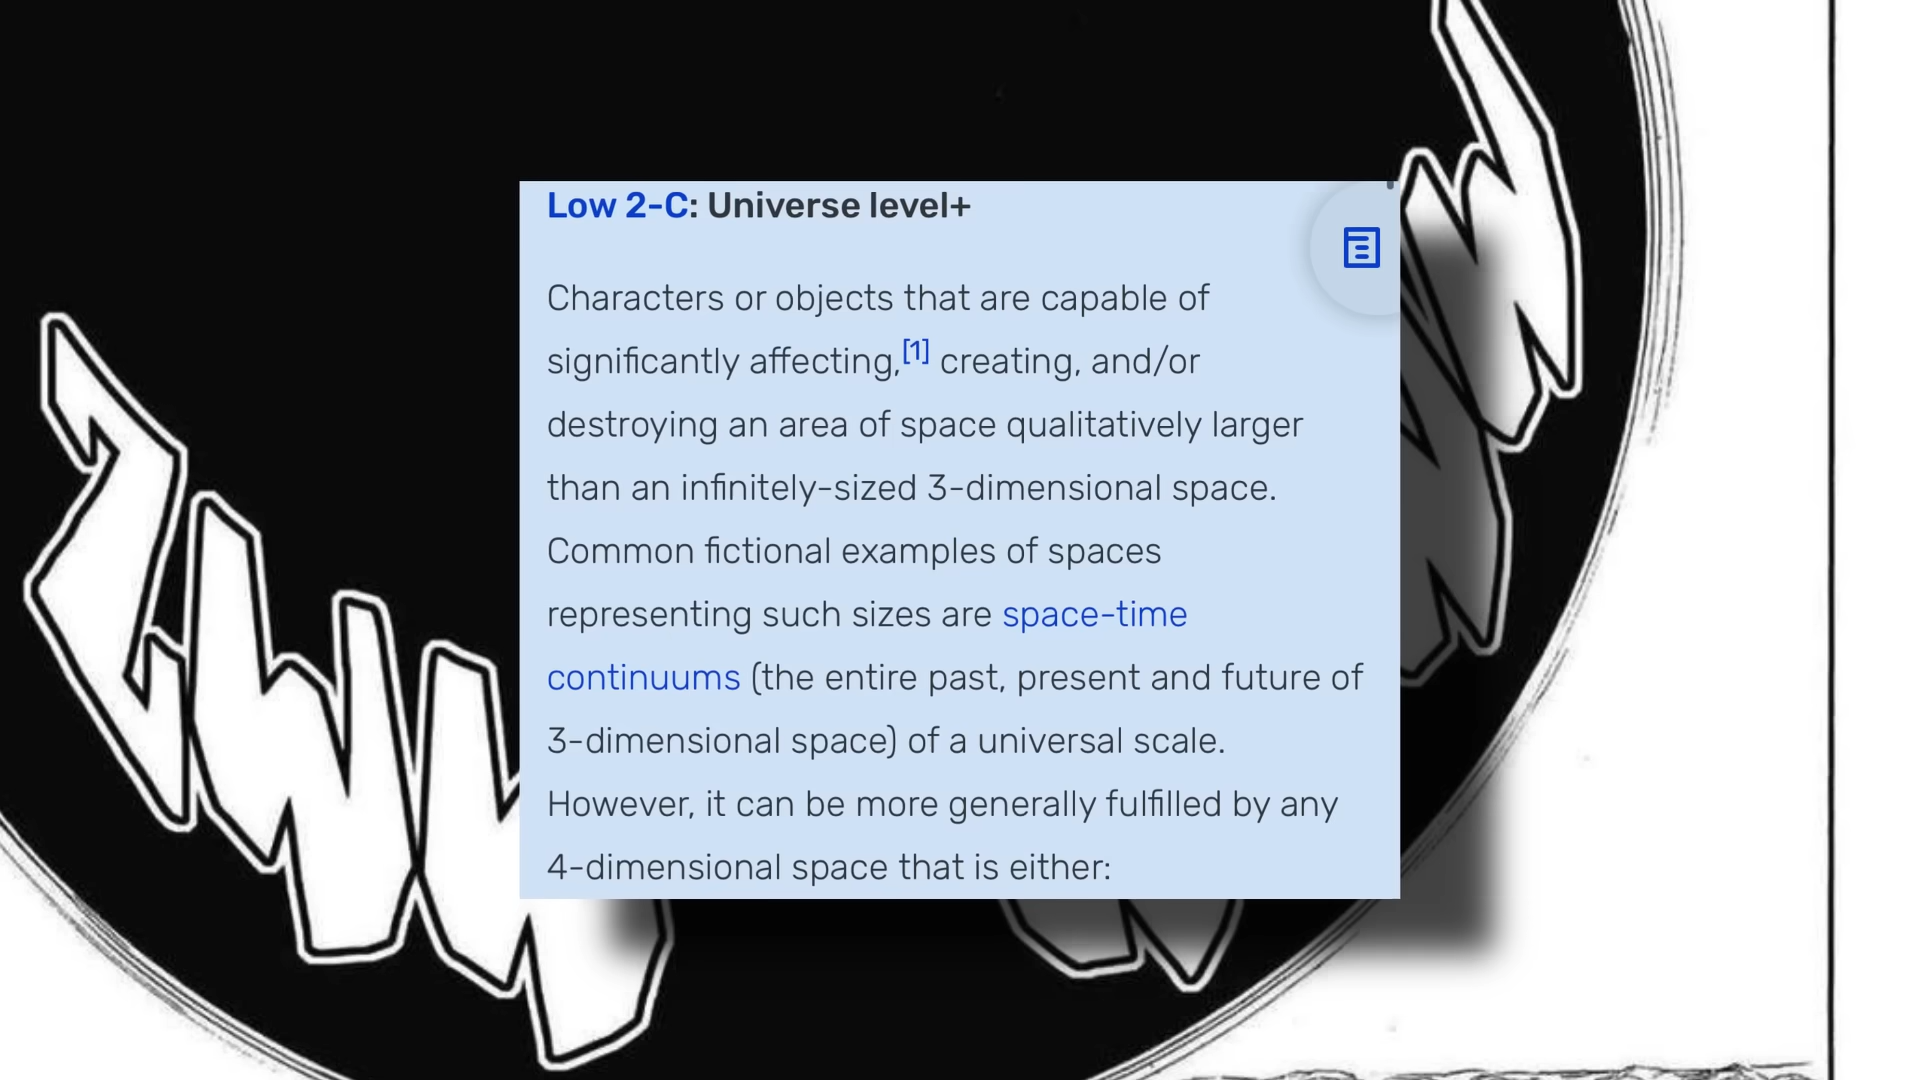 Low 2-C: Universe level+
Characters or objects that are capable of
significantly affecting,[1] creating, and/or
destroying an area of space qualitatively larger
than an infinitely-sized 3-dimensional space.
Common fictional examples of spaces
representing such sizes are space-time
continuums (the entire past, present and future of
3-dimensional space) of a universal scale.
However, it can be more generally fulfilled by any
4-dimensional space that is either: